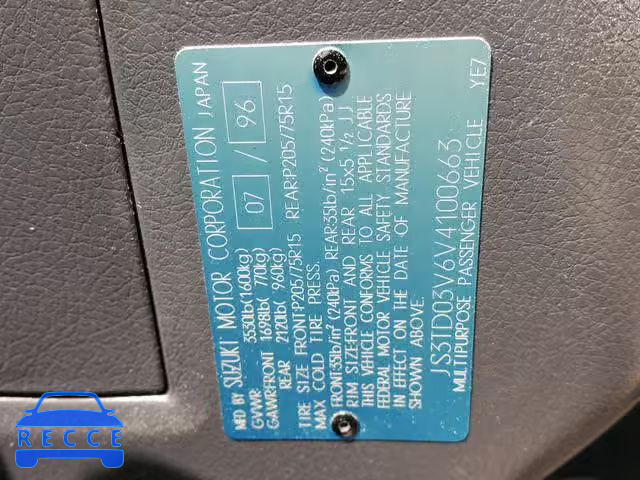 MFD BY SUZUKI MOTOR CORPORATION JAPAN
GVWR 3530lb(1600kg) 07 / 96
GAWR:FRONT 1698lb( 770kg)
REAR 2120lb( 960kg)
TIRE SIZE FRONT:P205/75R15 REAR:P205/75R15
MAX COLD TIRE PRESS.
FRONT:35lb/in²(240kPa) REAR:35lb/in²(240kPa)
RIM SIZE:FRONT AND REAR 15x5 1/2 JJ
THIS VEHICLE CONFORMS TO ALL APPLICABLE
FEDERAL MOTOR VEHICLE SAFETY STANDARDS
IN EFFECT ON THE DATE OF MANUFACTURE
SHOWN ABOVE.
JS3TD03V6V4100663
MULTIPURPOSE PASSENGER VEHICLE YE7
RECCE